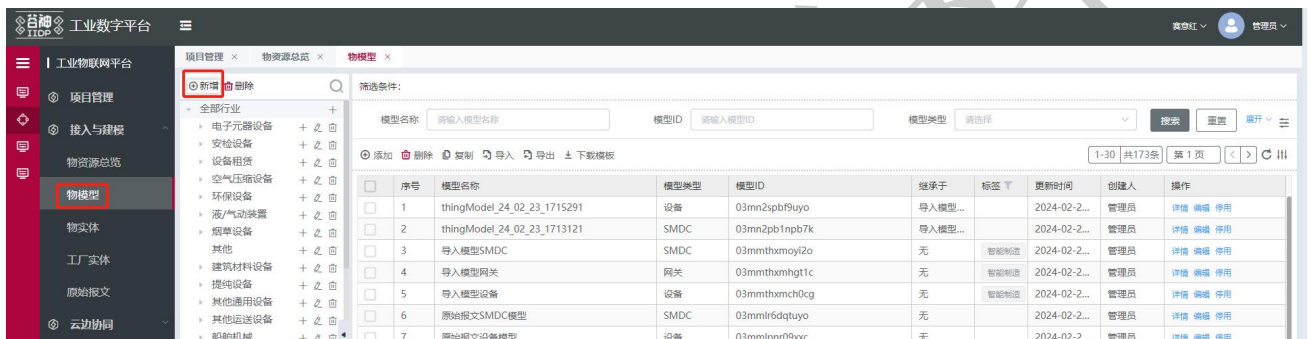 谷神 IIDP 工业数字平台
管理员
工业物联网平台
项目管理
接入与建模
物资源总览
物模型
物实体
工厂实体
原始报文
云边协同
项目管理 × 物资源总览 × 物模型 ×
新增 删除
全部行业
电子元器设备
安检设备
设备租赁
空气压缩设备
环保设备
液/气动装置
烟草设备
其他
建筑材料设备
提纯设备
其他通用设备
其他运送设备
船舶机械
筛选条件:
模型名称 请输入模型名称 模型ID 请输入模型ID 模型类型 请选择 搜索 重置 展开
添加 删除 复制 导入 导出 下载模板 1-30 共173条 第1页
序号 模型名称 模型类型 模型ID 继承于 标签 更新时间 创建人 操作
1 thingModel_24_02_23_1715291 设备 03mn2spbf9uyo 导入模型... 2024-02-2... 管理员 详情 编辑 停用
2 thingModel_24_02_23_1713121 SMDC 03mn2pb1npb7k 导入模型... 2024-02-2... 管理员 详情 编辑 停用
3 导入模型SMDC SMDC 03mmthxmoyi2o 无 智能制造 2024-02-2... 管理员 详情 编辑 停用
4 导入模型网关 网关 03mmthxmhgt1c 无 智能制造 2024-02-2... 管理员 详情 编辑 停用
5 导入模型设备 设备 03mmthxmch0cg 无 智能制造 2024-02-2... 管理员 详情 编辑 停用
6 原始报文SMDC模型 SMDC 03mmlr6dqtuyo 无 2024-02-2... 管理员 详情 编辑 停用
7 原始报文设备模型 设备 03mmlppr09xxc 无 2024-02-2... 管理员 详情 编辑 停用